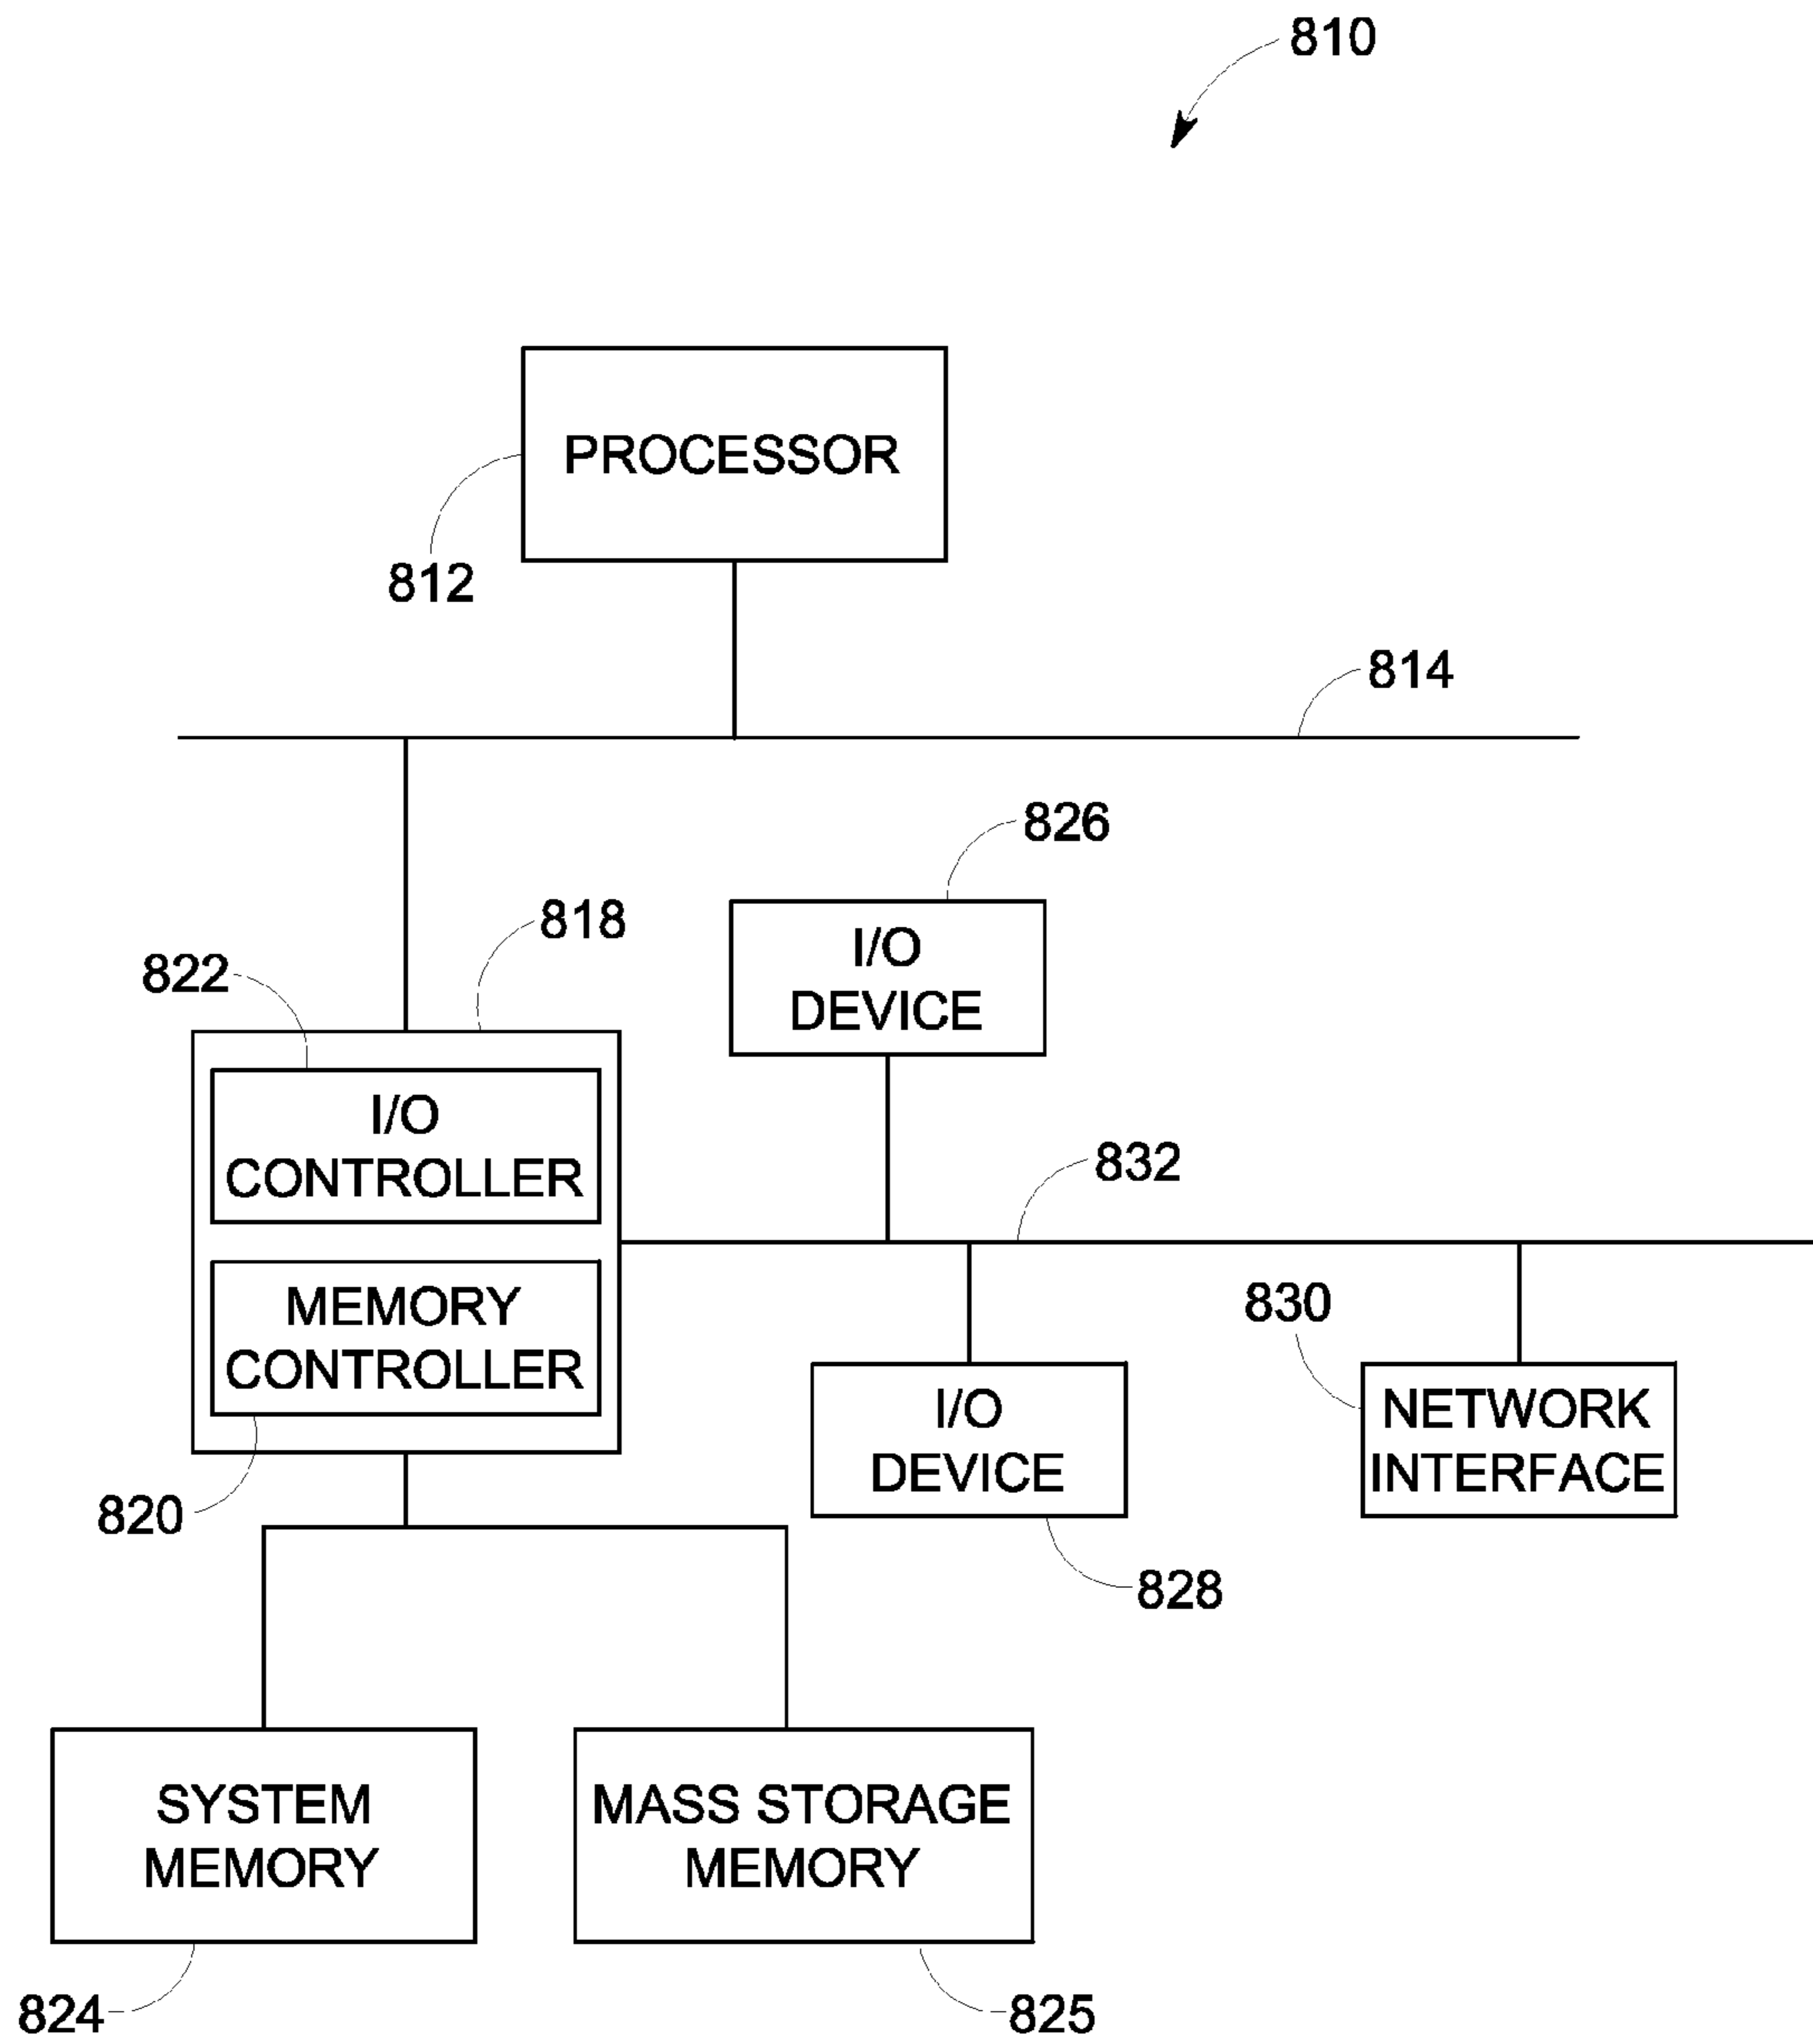 810
PROCESSOR
812
814
826
818
I/O
DEVICE
822
I/O
CONTROLLER
832
MEMORY
CONTROLLER
830
I/O
DEVICE
NETWORK
INTERFACE
820
828
SYSTEM
MEMORY
MASS STORAGE
MEMORY
824
825